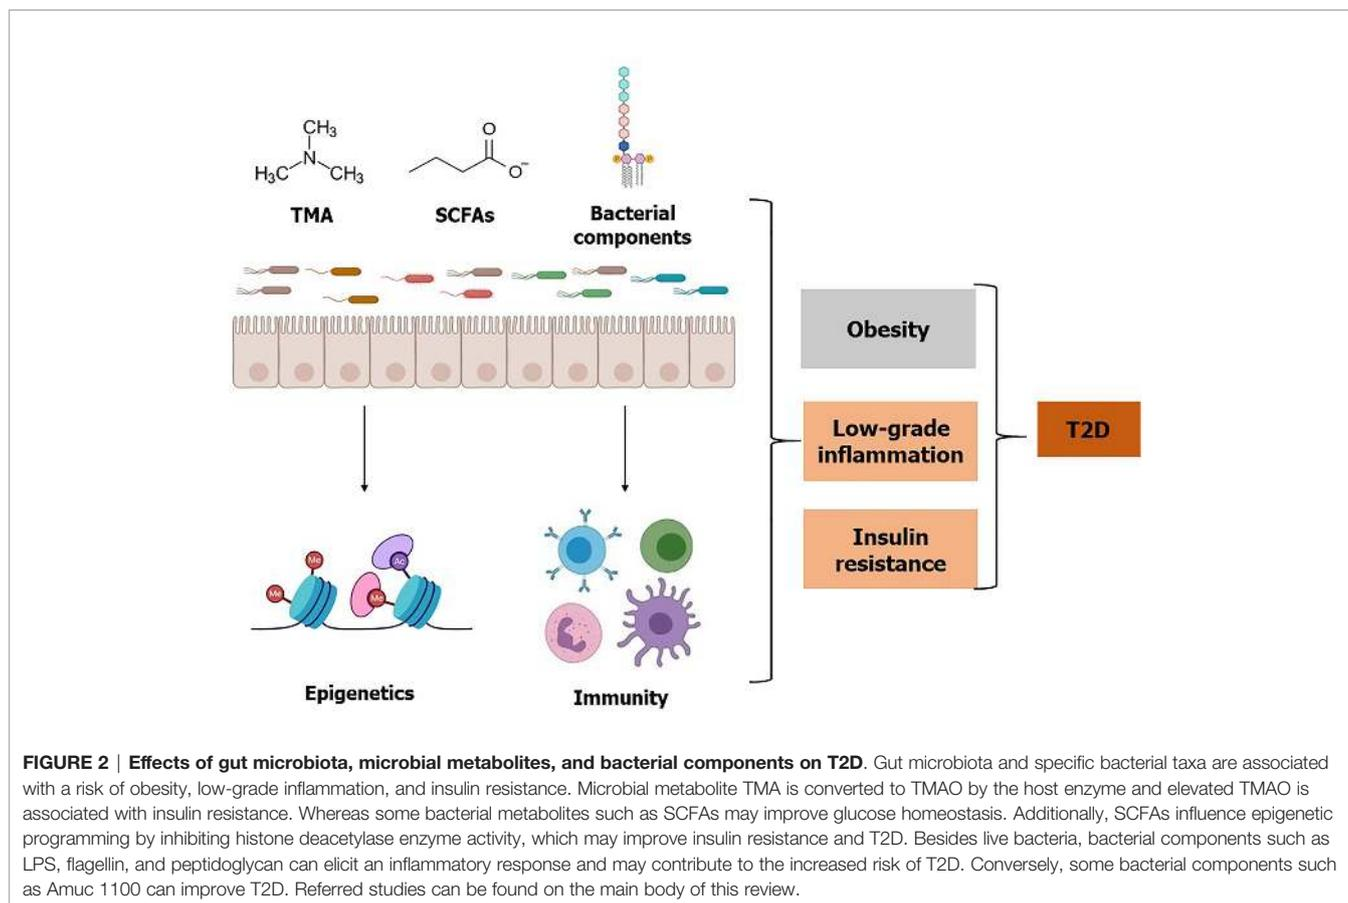 CH3
N
H3C
CH3
O
O-
P
P
TMA
SCFAs
Bacterial
components
Obesity
Low-grade
inflammation
T2D
Insulin
resistance
Me
Me
Ac
Me
Epigenetics
Immunity
FIGURE 2 | Effects of gut microbiota, microbial metabolites, and bacterial components on T2D. Gut microbiota and specific bacterial taxa are associated
with a risk of obesity, low-grade inflammation, and insulin resistance. Microbial metabolite TMA is converted to TMAO by the host enzyme and elevated TMAO is
associated with insulin resistance. Whereas some bacterial metabolites such as SCFAs may improve glucose homeostasis. Additionally, SCFAs influence epigenetic
programming by inhibiting histone deacetylase enzyme activity, which may improve insulin resistance and T2D. Besides live bacteria, bacterial components such as
LPS, flagellin, and peptidoglycan can elicit an inflammatory response and may contribute to the increased risk of T2D. Conversely, some bacterial components such
as Amuc 1100 can improve T2D. Referred studies can be found on the main body of this review.